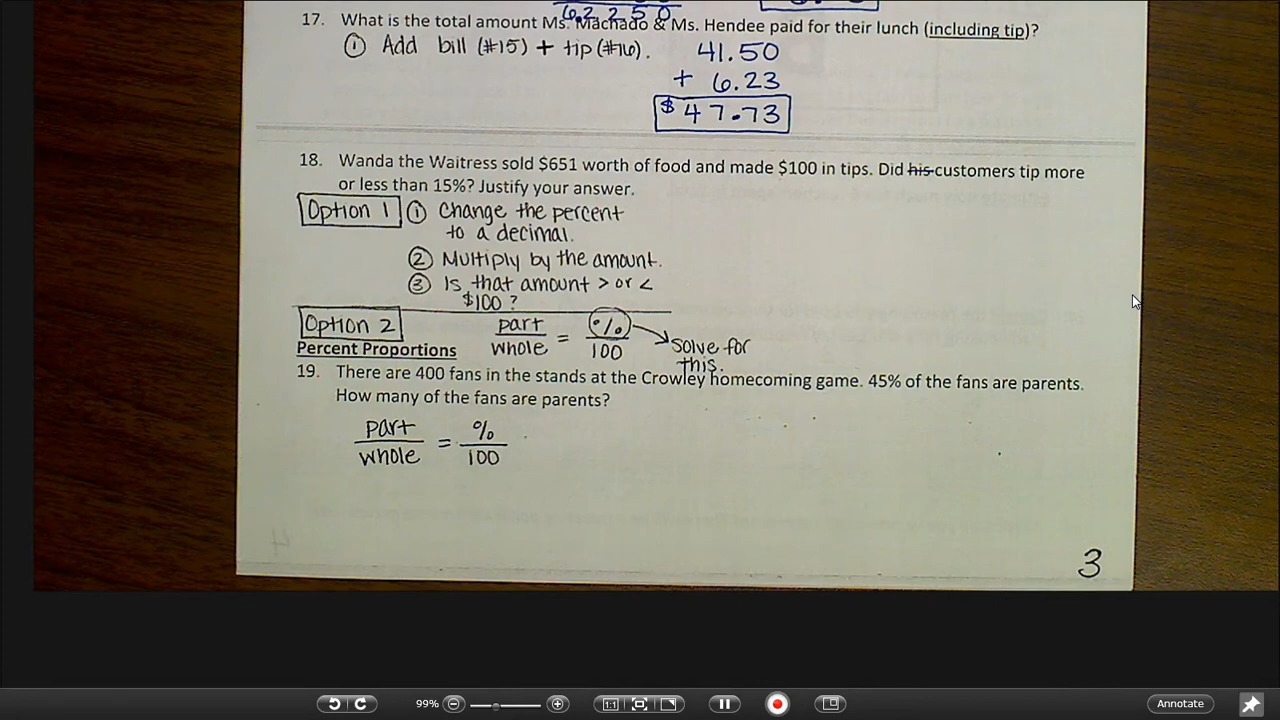 62250
17. What is the total amount Ms. Machado & Ms. Hendee paid for their lunch (including tip)?
① Add bill (#15) + tip (#16).
41.50
+ 6.23
$47.73
18. Wanda the Waitress sold $651 worth of food and made $100 in tips. Did his customers tip more
or less than 15%? Justify your answer.
Option 1 ① Change the percent
to a decimal.
② Multiply by the amount.
③ Is that amount > or <
$100?
Option 2
part
whole
=
%
100
solve for
this.
Percent Proportions
19. There are 400 fans in the stands at the Crowley homecoming game. 45% of the fans are parents.
How many of the fans are parents?
part
whole
=
%
100
4
3
99%
1:1
Annotate